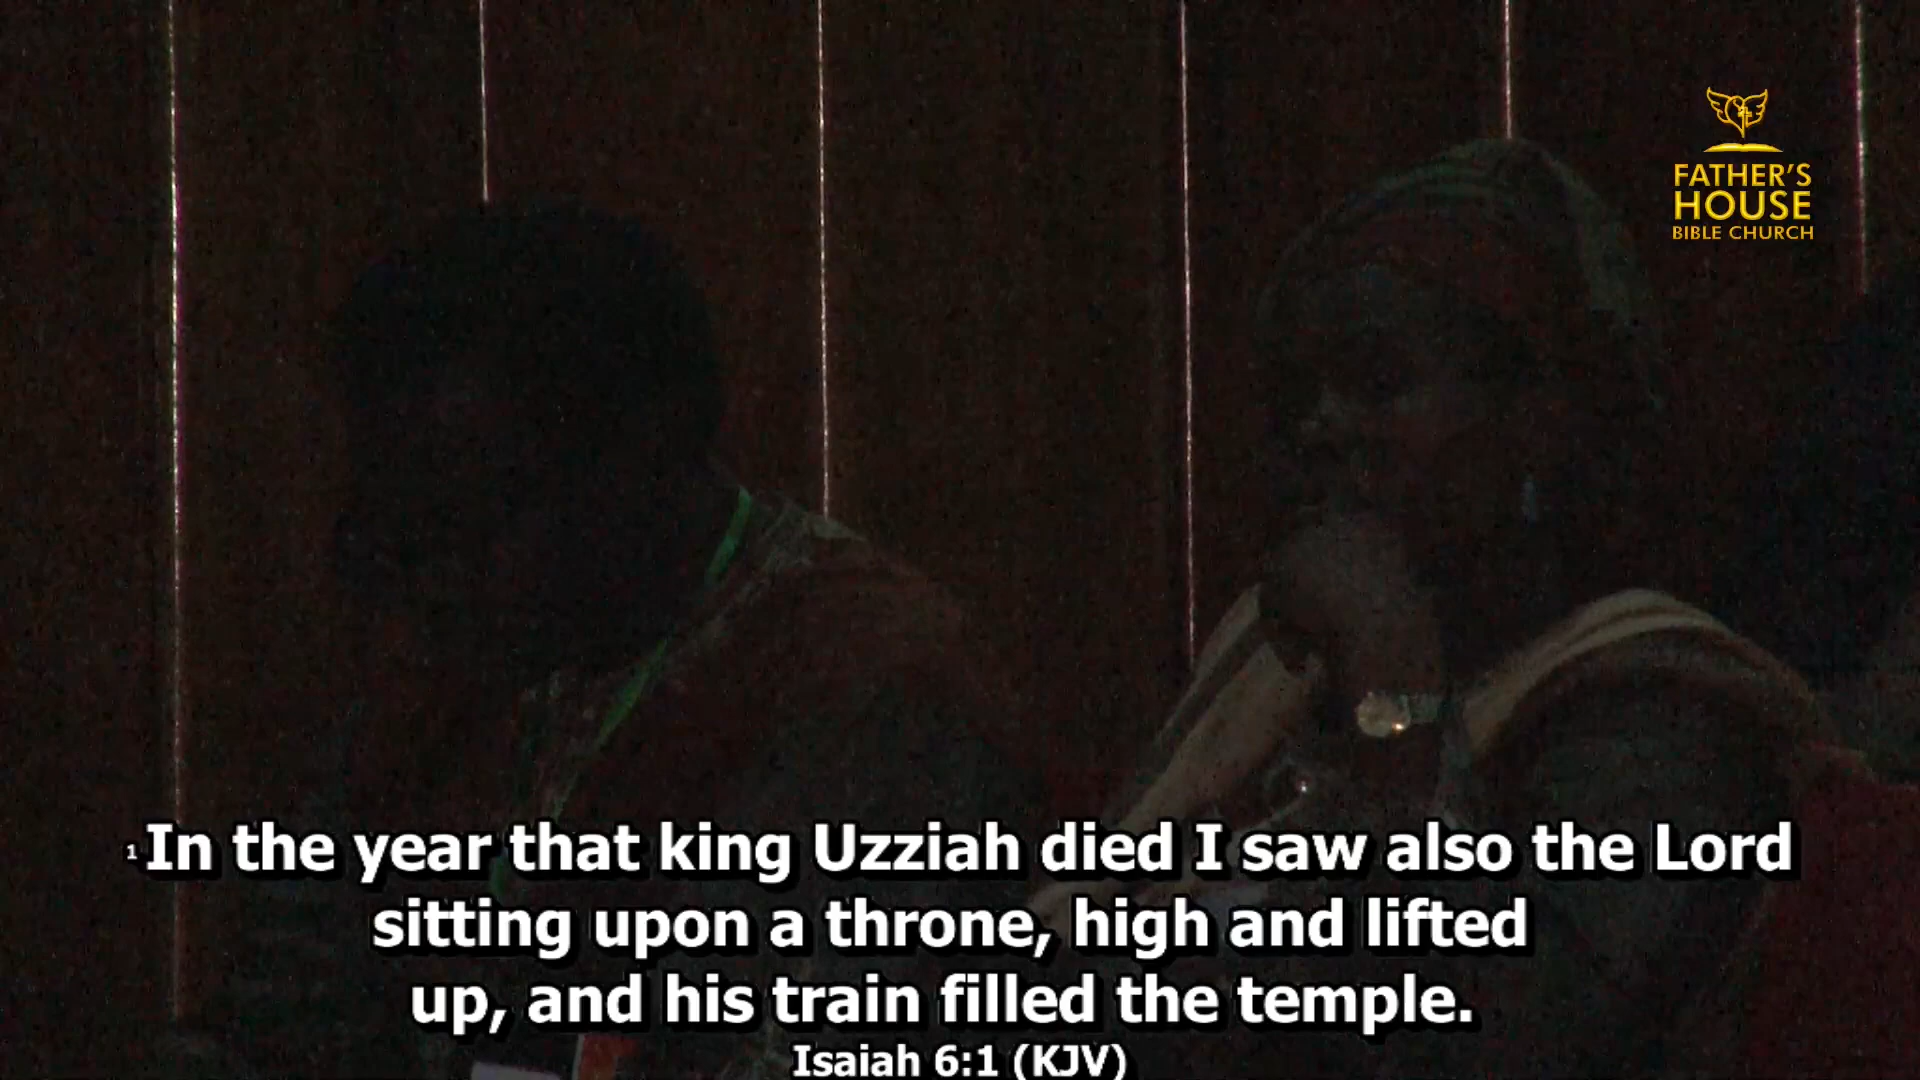 FATHER'S
HOUSE
BIBLE CHURCH
1 In the year that king Uzziah died I saw also the Lord
sitting upon a throne, high and lifted
up, and his train filled the temple.
Isaiah 6:1 (KJV)